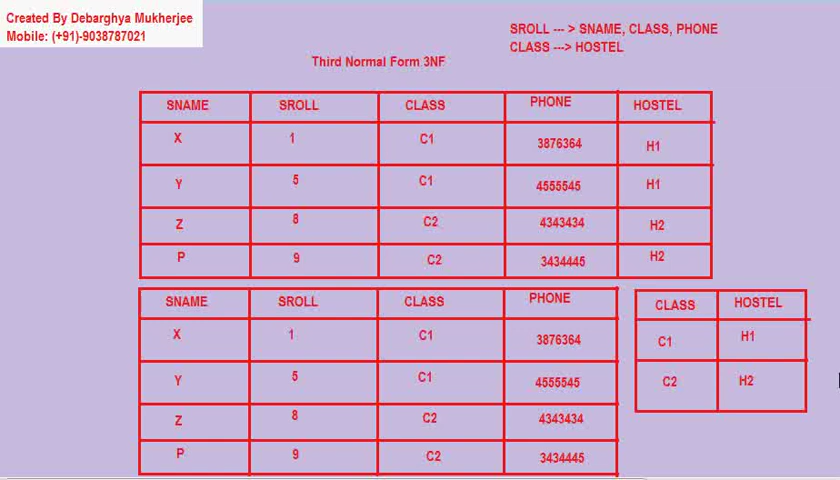 Created By Debarghya Mukherjee
Mobile: (+91)-9038787021
SROLL --- > SNAME, CLASS, PHONE
CLASS ---> HOSTEL
Third Normal Form 3NF
SNAME SROLL CLASS PHONE HOSTEL
X 1 C1 3876364 H1
Y 5 C1 4555545 H1
Z 8 C2 4343434 H2
P 9 C2 3434445 H2
SNAME SROLL CLASS PHONE
X 1 C1 3876364
Y 5 C1 4555545
Z 8 C2 4343434
P 9 C2 3434445
CLASS HOSTEL
C1 H1
C2 H2